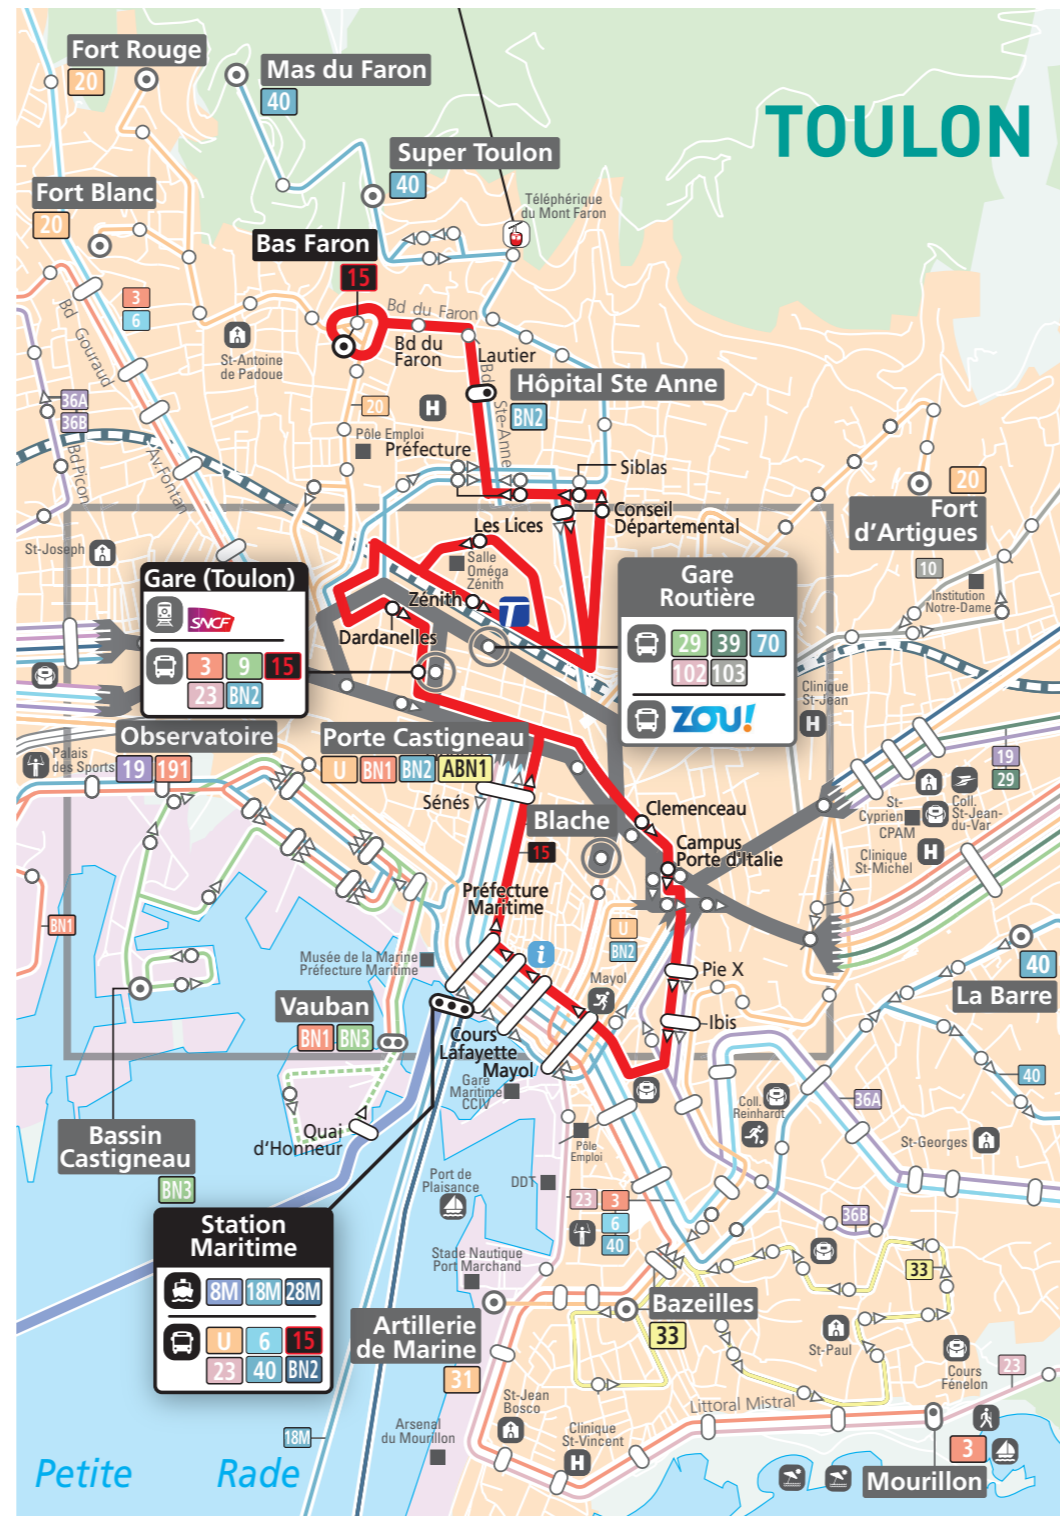 TOULON
Fort Rouge
20
Mas du Faron
40
Super Toulon
40
Téléphérique
du Mont Faron
Fort Blanc
20
Bas Faron
15
3
6
Bd Gouraud
Bd du Faron
Bd du
Faron
Lautier
St-Antoine
de Padoue
Hôpital Ste Anne
BN2
Bd
Ste-Anne
36A
36B
Bd Picon
Av. Fontan
20
H
Pôle Emploi
Préfecture
Siblas
20
Fort
d'Artigues
Conseil
Départemental
Les Lices
Salle
Oméga
Zénith
St-Joseph
10
Institution
Notre-Dame
Gare (Toulon)
SNCF
3
9
15
23
BN2
Zénith
T
Dardanelles
Gare
Routière
29
39
70
102
103
ZOU!
Clinique
St-Jean
H
Palais
des Sports
Observatoire
19
191
Porte Castigneau
U
BN1
BN2
ABN1
Sénés
19
29
St-
Cyprien
CPAM
Coll.
St-Jean-
du-Var
Clinique
St-Michel
H
Blache
15
Clemenceau
Campus
Porte d'Italie
BN1
Préfecture
Maritime
U
BN2
i
Musée de la Marine
Préfecture Maritime
Mayol
Pie X
Ibis
40
La Barre
Vauban
BN1
BN3
Cours
Lafayette
Mayol
Gare
Maritime
CCIV
40
Coll.
Reinhardt
36A
Quai
d'Honneur
Pôle
Emploi
St-Georges
Bassin
Castigneau
BN3
Port de
Plaisance
DDT
23
3
6
40
36B
Station
Maritime
8M
18M
28M
U
6
15
23
40
BN2
Stade Nautique
Port Marchand
33
Bazeilles
33
Artillerie
de Marine
31
St-Paul
Cours
Fénelon
23
St-Jean
Bosco
Littoral Mistral
Arsenal
du Mourillon
Clinique
St-Vincent
H
18M
3
Mourillon
Petite Rade